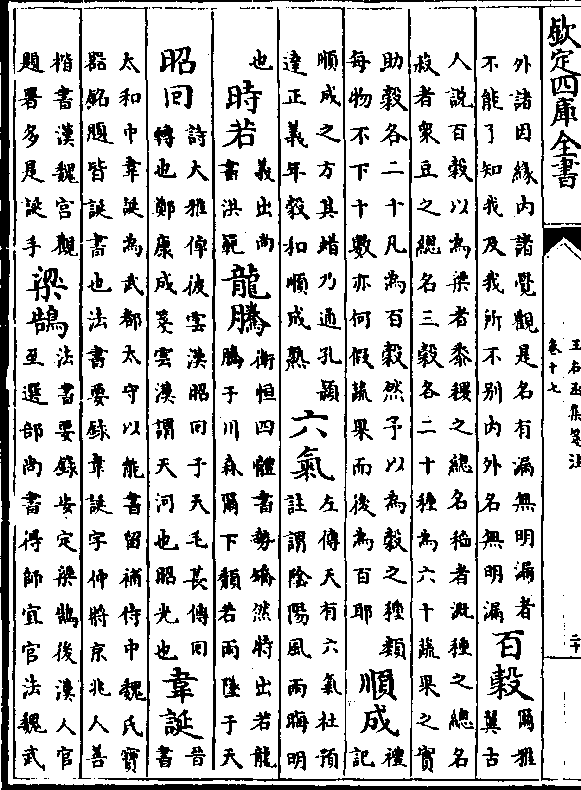 欽定四庫全書
王右丞集箋注
卷十七
二十
外諸因緣内諸覺觀是名有漏無明漏者
不能了知我及我所不別内外名無明漏
百穀
爾雅
翼古
人說百穀以為粱者黍稷之總名稻者溉種之總名
菽者衆豆之總名三穀各二十種為六十蔬果之實
助穀各二十凡為百穀然予以為穀之種類
每物不下十數亦何假蔬果而後為百耶
順成
禮
記
順成之方其蜡乃通孔穎
達正義年穀和順成熟
六氣
左傳天有六氣杜預
註謂陰陽風雨晦明
也
時若
義出尚
書洪範
龍騰
衛恒四體書勢矯然特出若龍
騰于川森爾下頽若雨墜于天
昭回
詩大雅倬彼雲漢昭回于天毛萇傳回
轉也鄭康成箋雲漢謂天河也昭光也
韋誕
晉
書
太和中韋誕為武都太守以能書留補侍中魏氏寶
器銘題皆誕書也法書要錄韋誕字仲將京兆人善
楷書漢魏宫觀
題署多是誕手
梁鵠
法書要錄安定梁鵠後漢人官
至選部尚書得師宜官法魏武